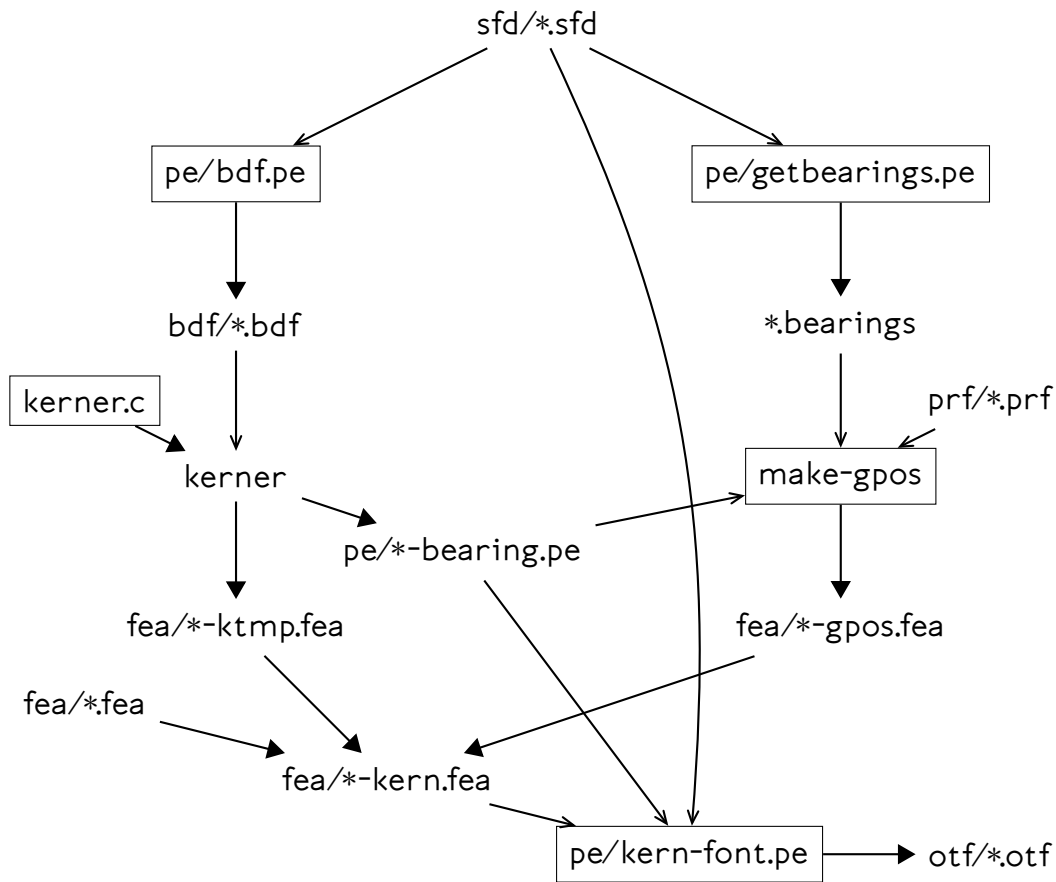 sfd/*.sfd
pe/bdf.pe
pe/getbearings.pe
bdf/*.bdf
*.bearings
kerner.c
prf/*.prf
kerner
make-gpos
pe/*-bearing.pe
fea/*-ktmp.fea
fea/*-gpos.fea
fea/*.fea
fea/*-kern.fea
pe/kern-font.pe
otf/*.otf